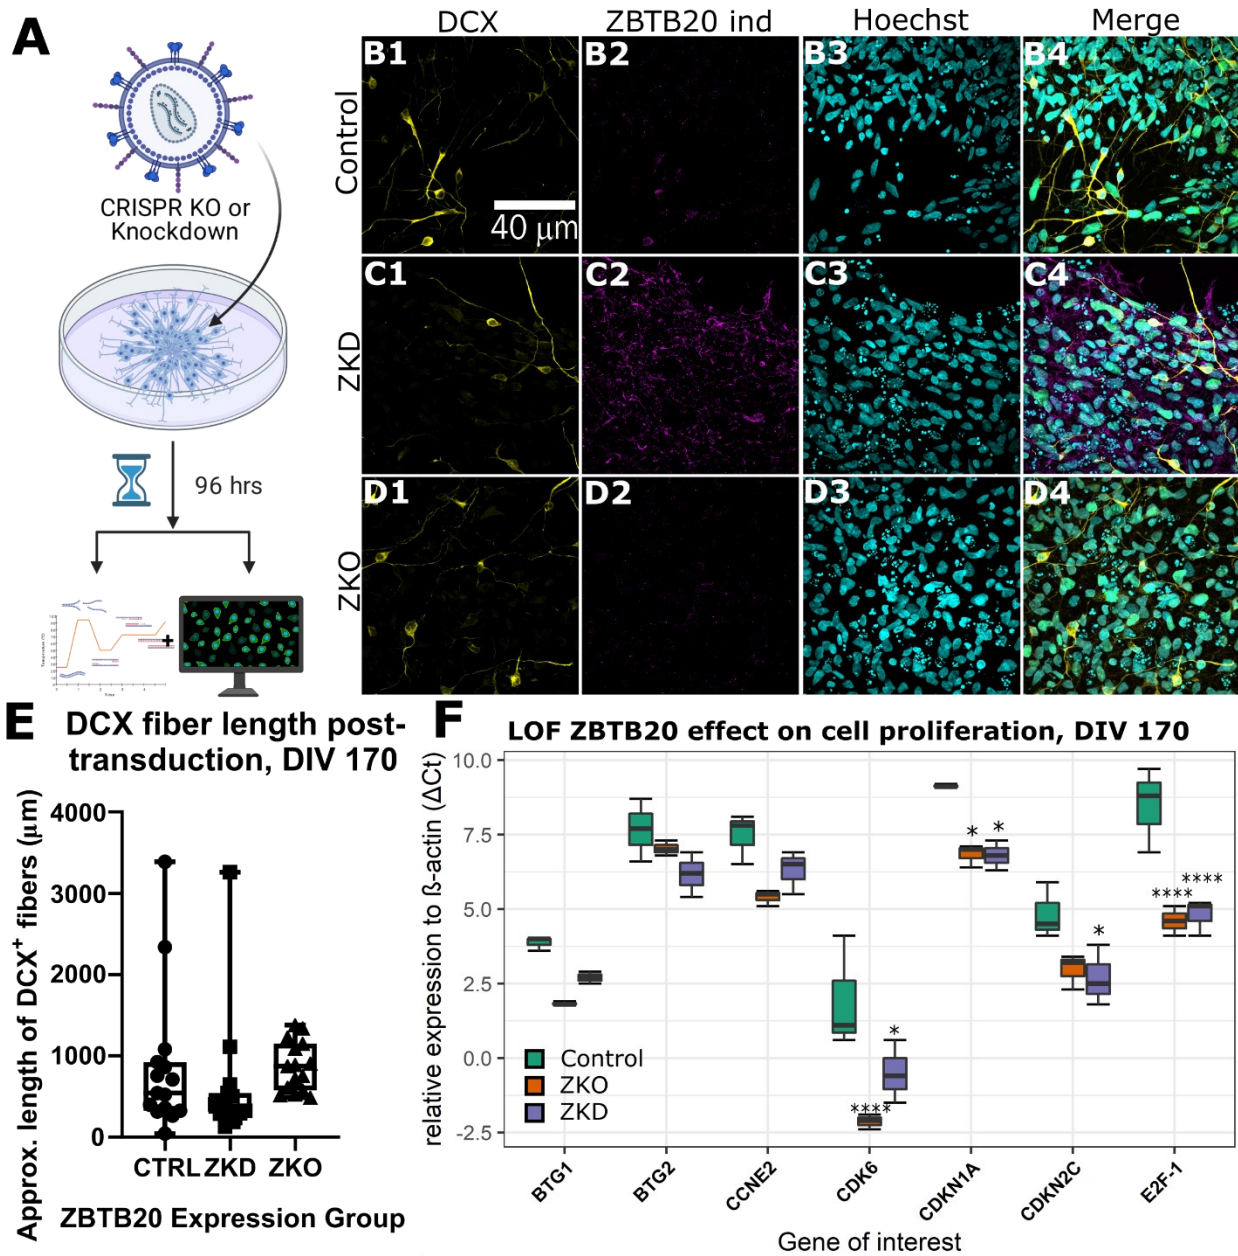 A
CRISPR KO or
Knockdown
96 hrs
+
DCX
ZBTB20 ind
Hoechst
Merge
Control
B1
B2
B3
B4
40 μm
ZKD
C1
C2
C3
C4
ZKO
D1
D2
D3
D4
E
DCX fiber length post-
transduction, DIV 170
Approx. length of DCX⁺ fibers (μm)
4000
3000
2000
1000
0
CTRL
ZKD
ZKO
ZBTB20 Expression Group
F
LOF ZBTB20 effect on cell proliferation, DIV 170
relative expression to ß-actin (ΔCt)
10.0
7.5
5.0
2.5
0.0
-2.5
* *
*
**** ****
**** *
Control
ZKO
ZKD
BTG1
BTG2
CCNE2
CDK6
CDKN1A
CDKN2C
E2F-1
Gene of interest